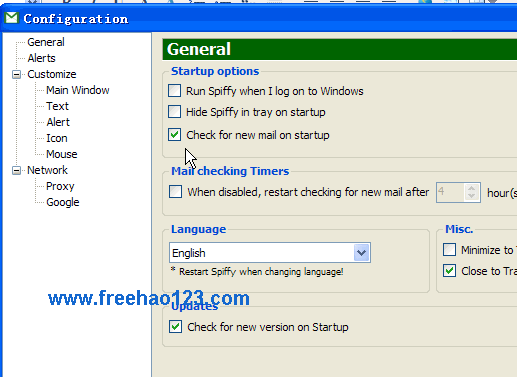 Configuration
General
Alerts
Customize
Main Window
Text
Alert
Icon
Mouse
Network
Proxy
Google
General
Startup options
Run Spiffy when I log on to Windows
Hide Spiffy in tray on startup
Check for new mail on startup
Mail checking Timers
When disabled, restart checking for new mail after 4 hour(s
Language
English
* Restart Spiffy when changing language!
Misc.
Minimize to T
Close to Tra
www.freehao123.com
Updates
Check for new version on Startup